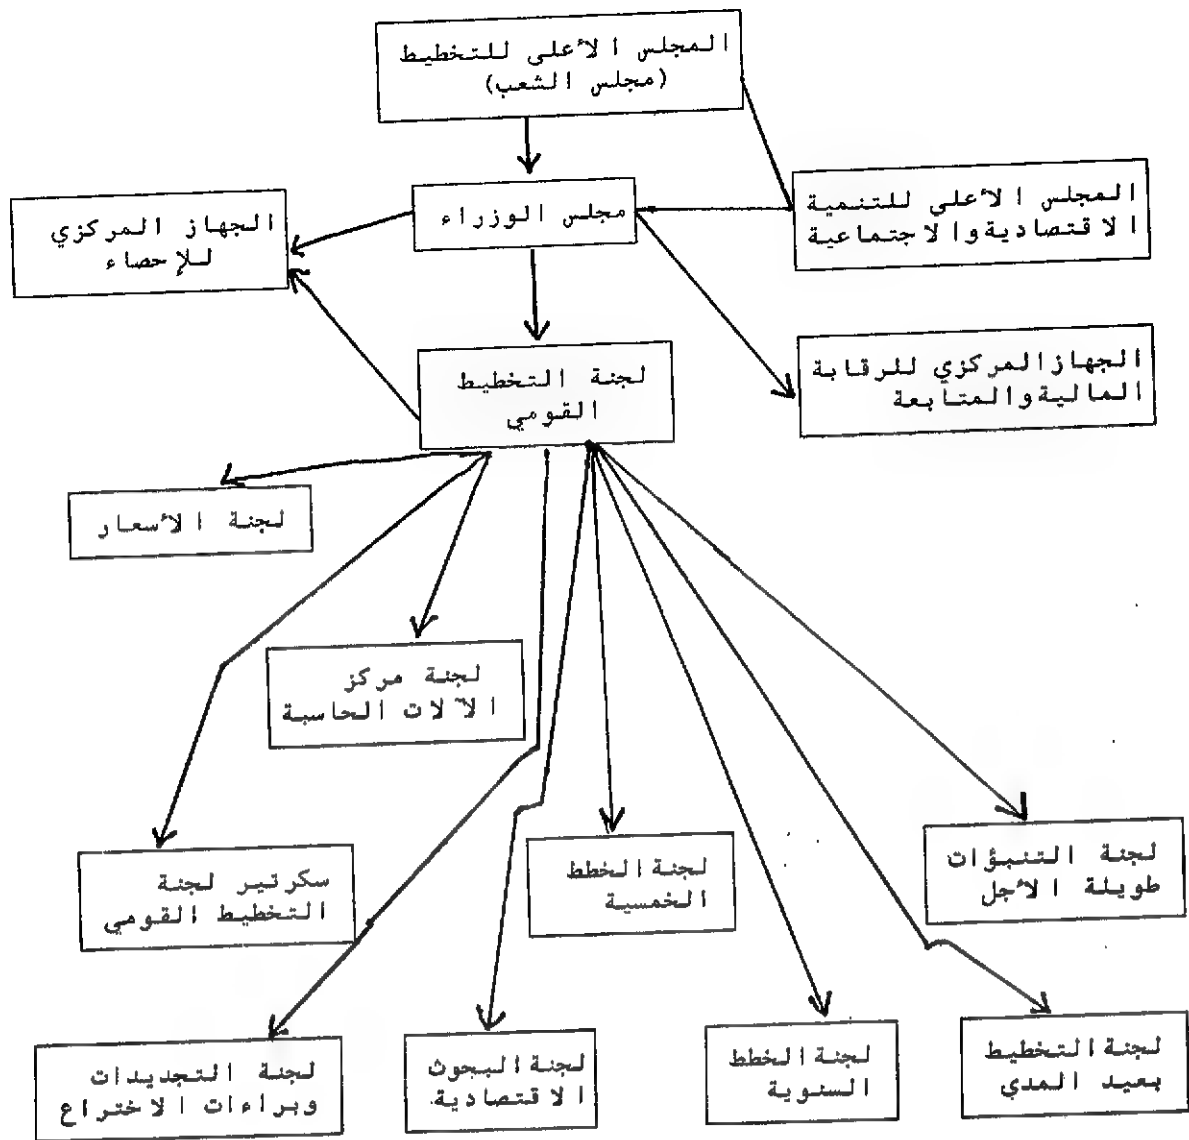 المجلس الأعلى للتخطيط
(مجلس الشعب)
المجلس الأعلى للتنمية
الاقتصادية والاجتماعية
مجلس الوزراء
الجهاز المركزي
للإحصاء
الجهاز المركزي للرقابة
المالية والمتابعة
لجنة التخطيط
القومي
لجنة الأسعار
لجنة مركز
الآلات الحاسبة
لجنة التنبؤات
طويلة الأجل
لجنة الخطط
الخمسية
سكرتير لجنة
التخطيط القومي
لجنة التخطيط
بعيد المدي
لجنة الخطط
السنوية
لجنة البحوث
الاقتصادية.
لجنة التجديدات
وبراءات الاختراع